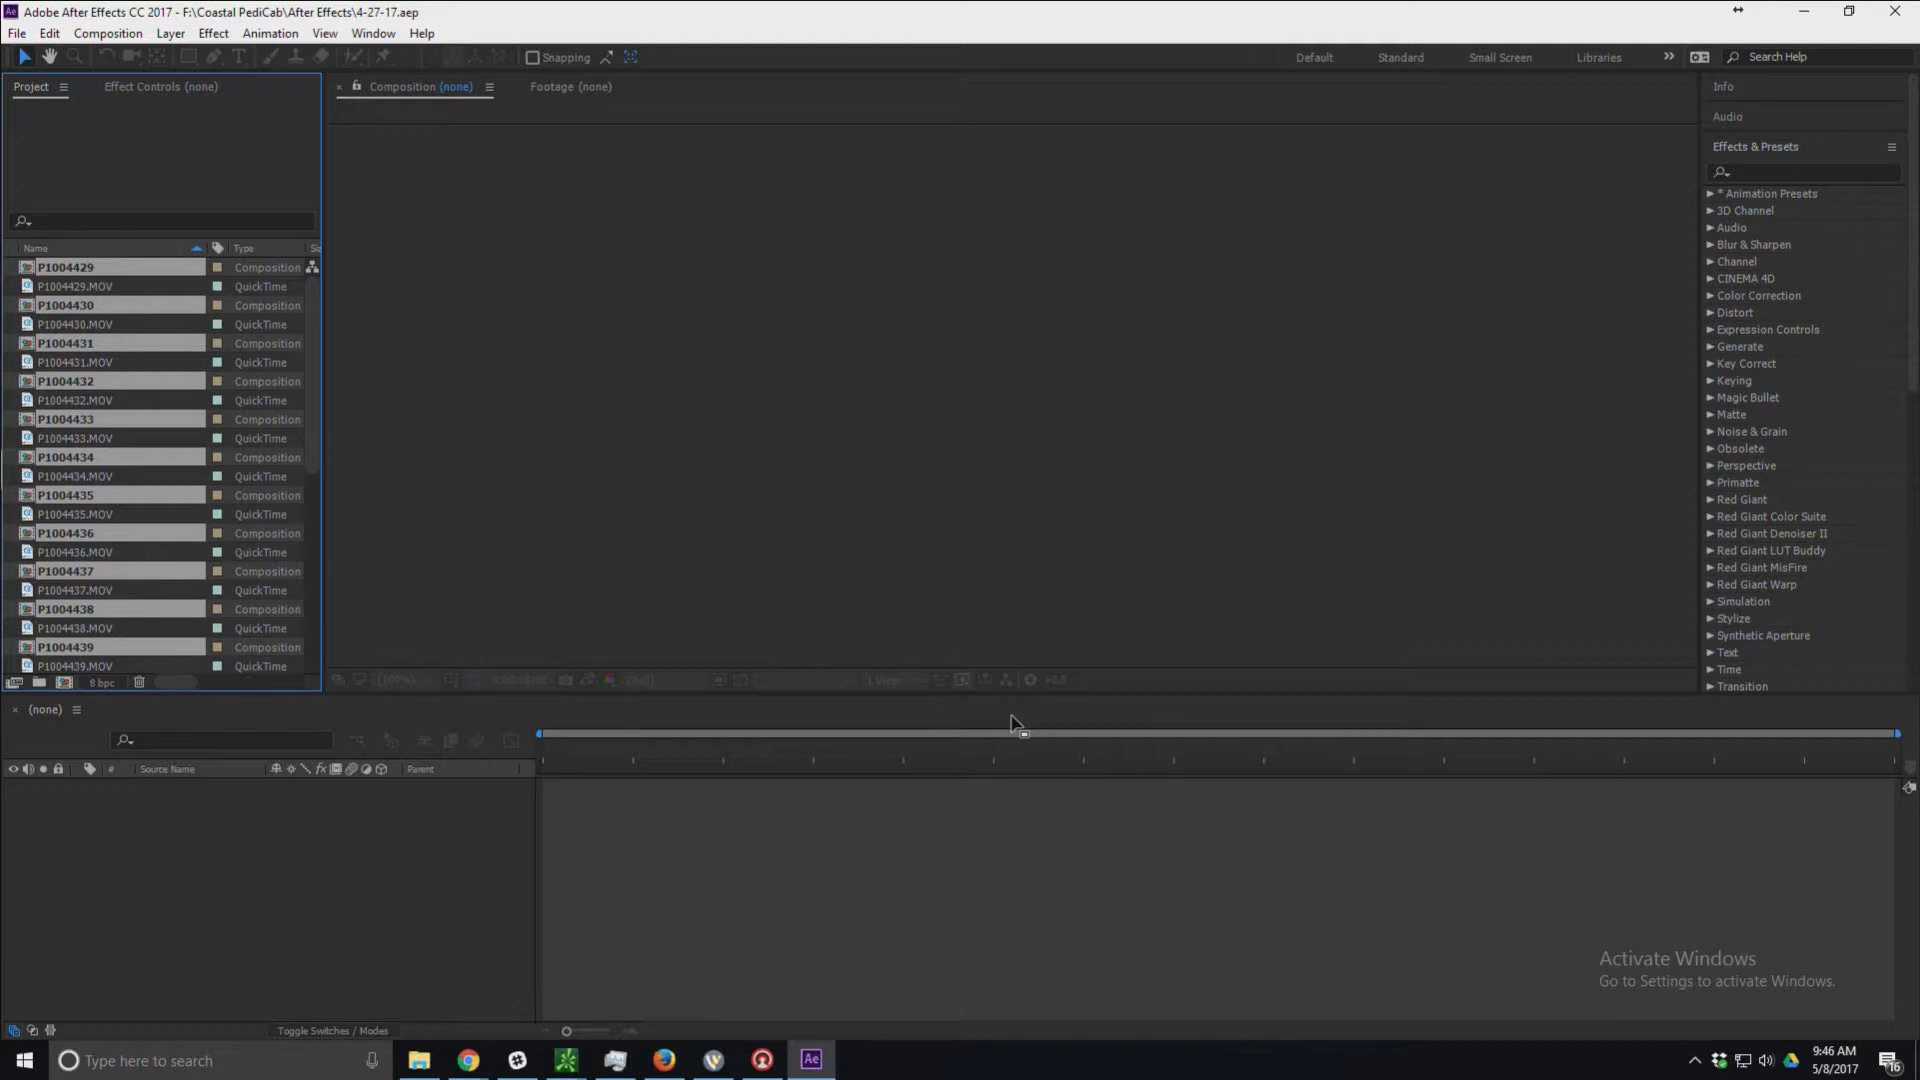 Adobe After Effects CC 2017 - F:\Coastal PediCab\After Effects\4-27-17.aep
File Edit Composition Layer Effect Animation View Window Help
Snapping Default Standard Small Screen Libraries Search Help
Project Effect Controls (none) Composition (none) Footage (none)
Info
Audio
Effects & Presets
Name Type
P1004429 Composition
P1004429.MOV QuickTime
P1004430 Composition
P1004430.MOV QuickTime
P1004431 Composition
P1004431.MOV QuickTime
P1004432 Composition
P1004432.MOV QuickTime
P1004433 Composition
P1004433.MOV QuickTime
P1004434 Composition
P1004434.MOV QuickTime
P1004435 Composition
P1004435.MOV QuickTime
P1004436 Composition
P1004436.MOV QuickTime
P1004437 Composition
P1004437.MOV QuickTime
P1004438 Composition
P1004438.MOV QuickTime
P1004439 Composition
P1004439.MOV QuickTime
8 bpc
* Animation Presets
3D Channel
Audio
Blur & Sharpen
Channel
CINEMA 4D
Color Correction
Distort
Expression Controls
Generate
Key Correct
Keying
Magic Bullet
Matte
Noise & Grain
Obsolete
Perspective
Primatte
Red Giant
Red Giant Color Suite
Red Giant Denoiser II
Red Giant LUT Buddy
Red Giant MisFire
Red Giant Warp
Simulation
Stylize
Synthetic Aperture
Text
Time
Transition
(none)
# Source Name Parent
Toggle Switches / Modes
Activate Windows
Go to Settings to activate Windows.
Type here to search
Ae
9:46 AM
5/8/2017
16